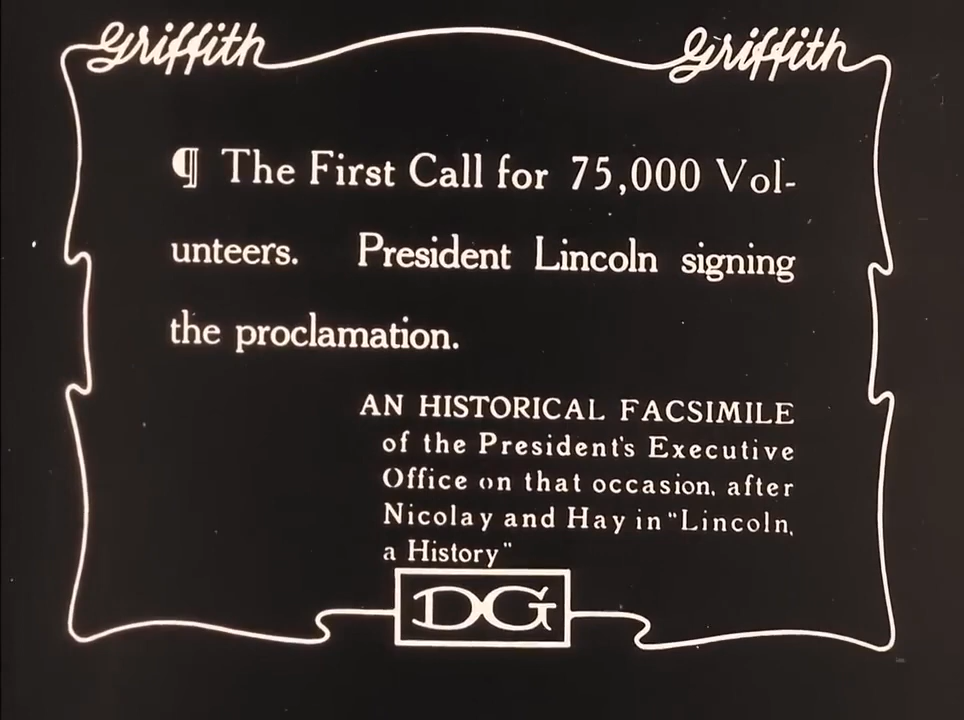 Griffith Griffith
¶ The First Call for 75,000 Vol-
unteers. President Lincoln signing
the proclamation.
AN HISTORICAL FACSIMILE
of the President's Executive
Office on that occasion, after
Nicolay and Hay in "Lincoln,
a History"
DG